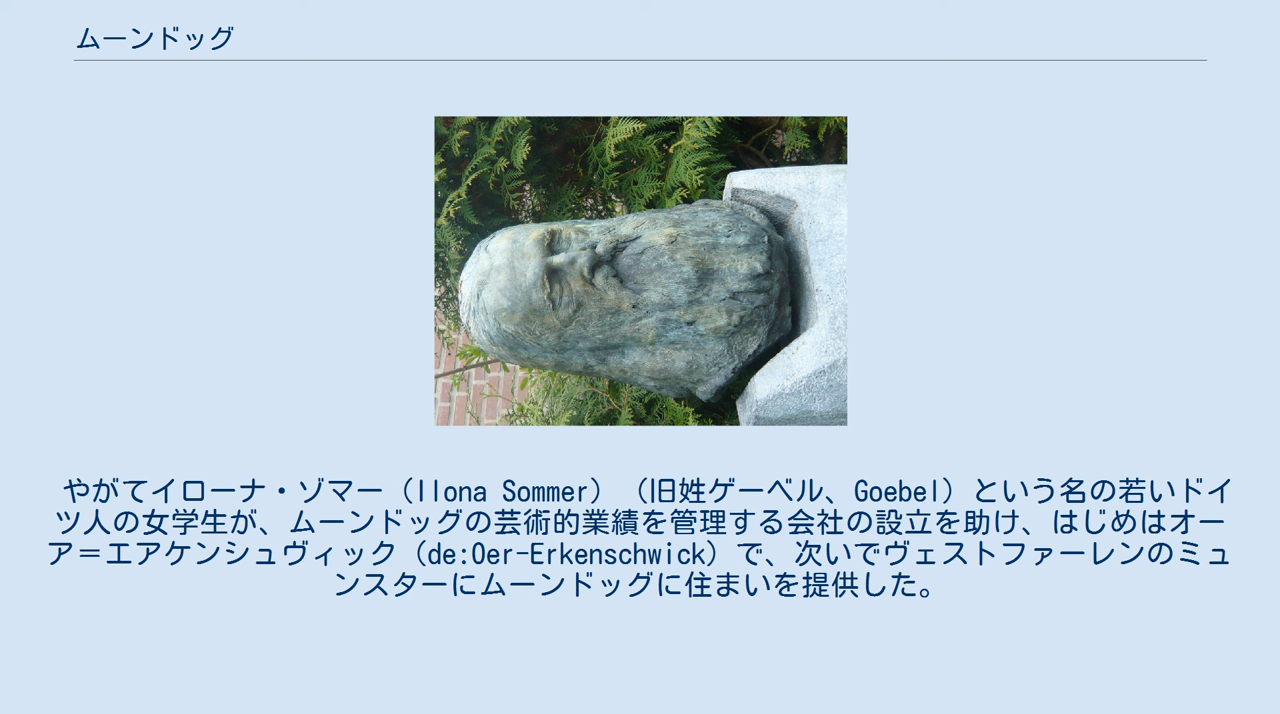 ムーンドッグ
やがてイローナ・ゾマー（Ilona Sommer）（旧姓ゲーベル、Goebel）という名の若いドイ
ツ人の女学生が、ムーンドッグの芸術的業績を管理する会社の設立を助け、はじめはオー
ア＝エアケンシュヴィック（de:Oer-Erkenschwick）で、次いでヴェストファーレンのミュ
ンスターにムーンドッグに住まいを提供した。